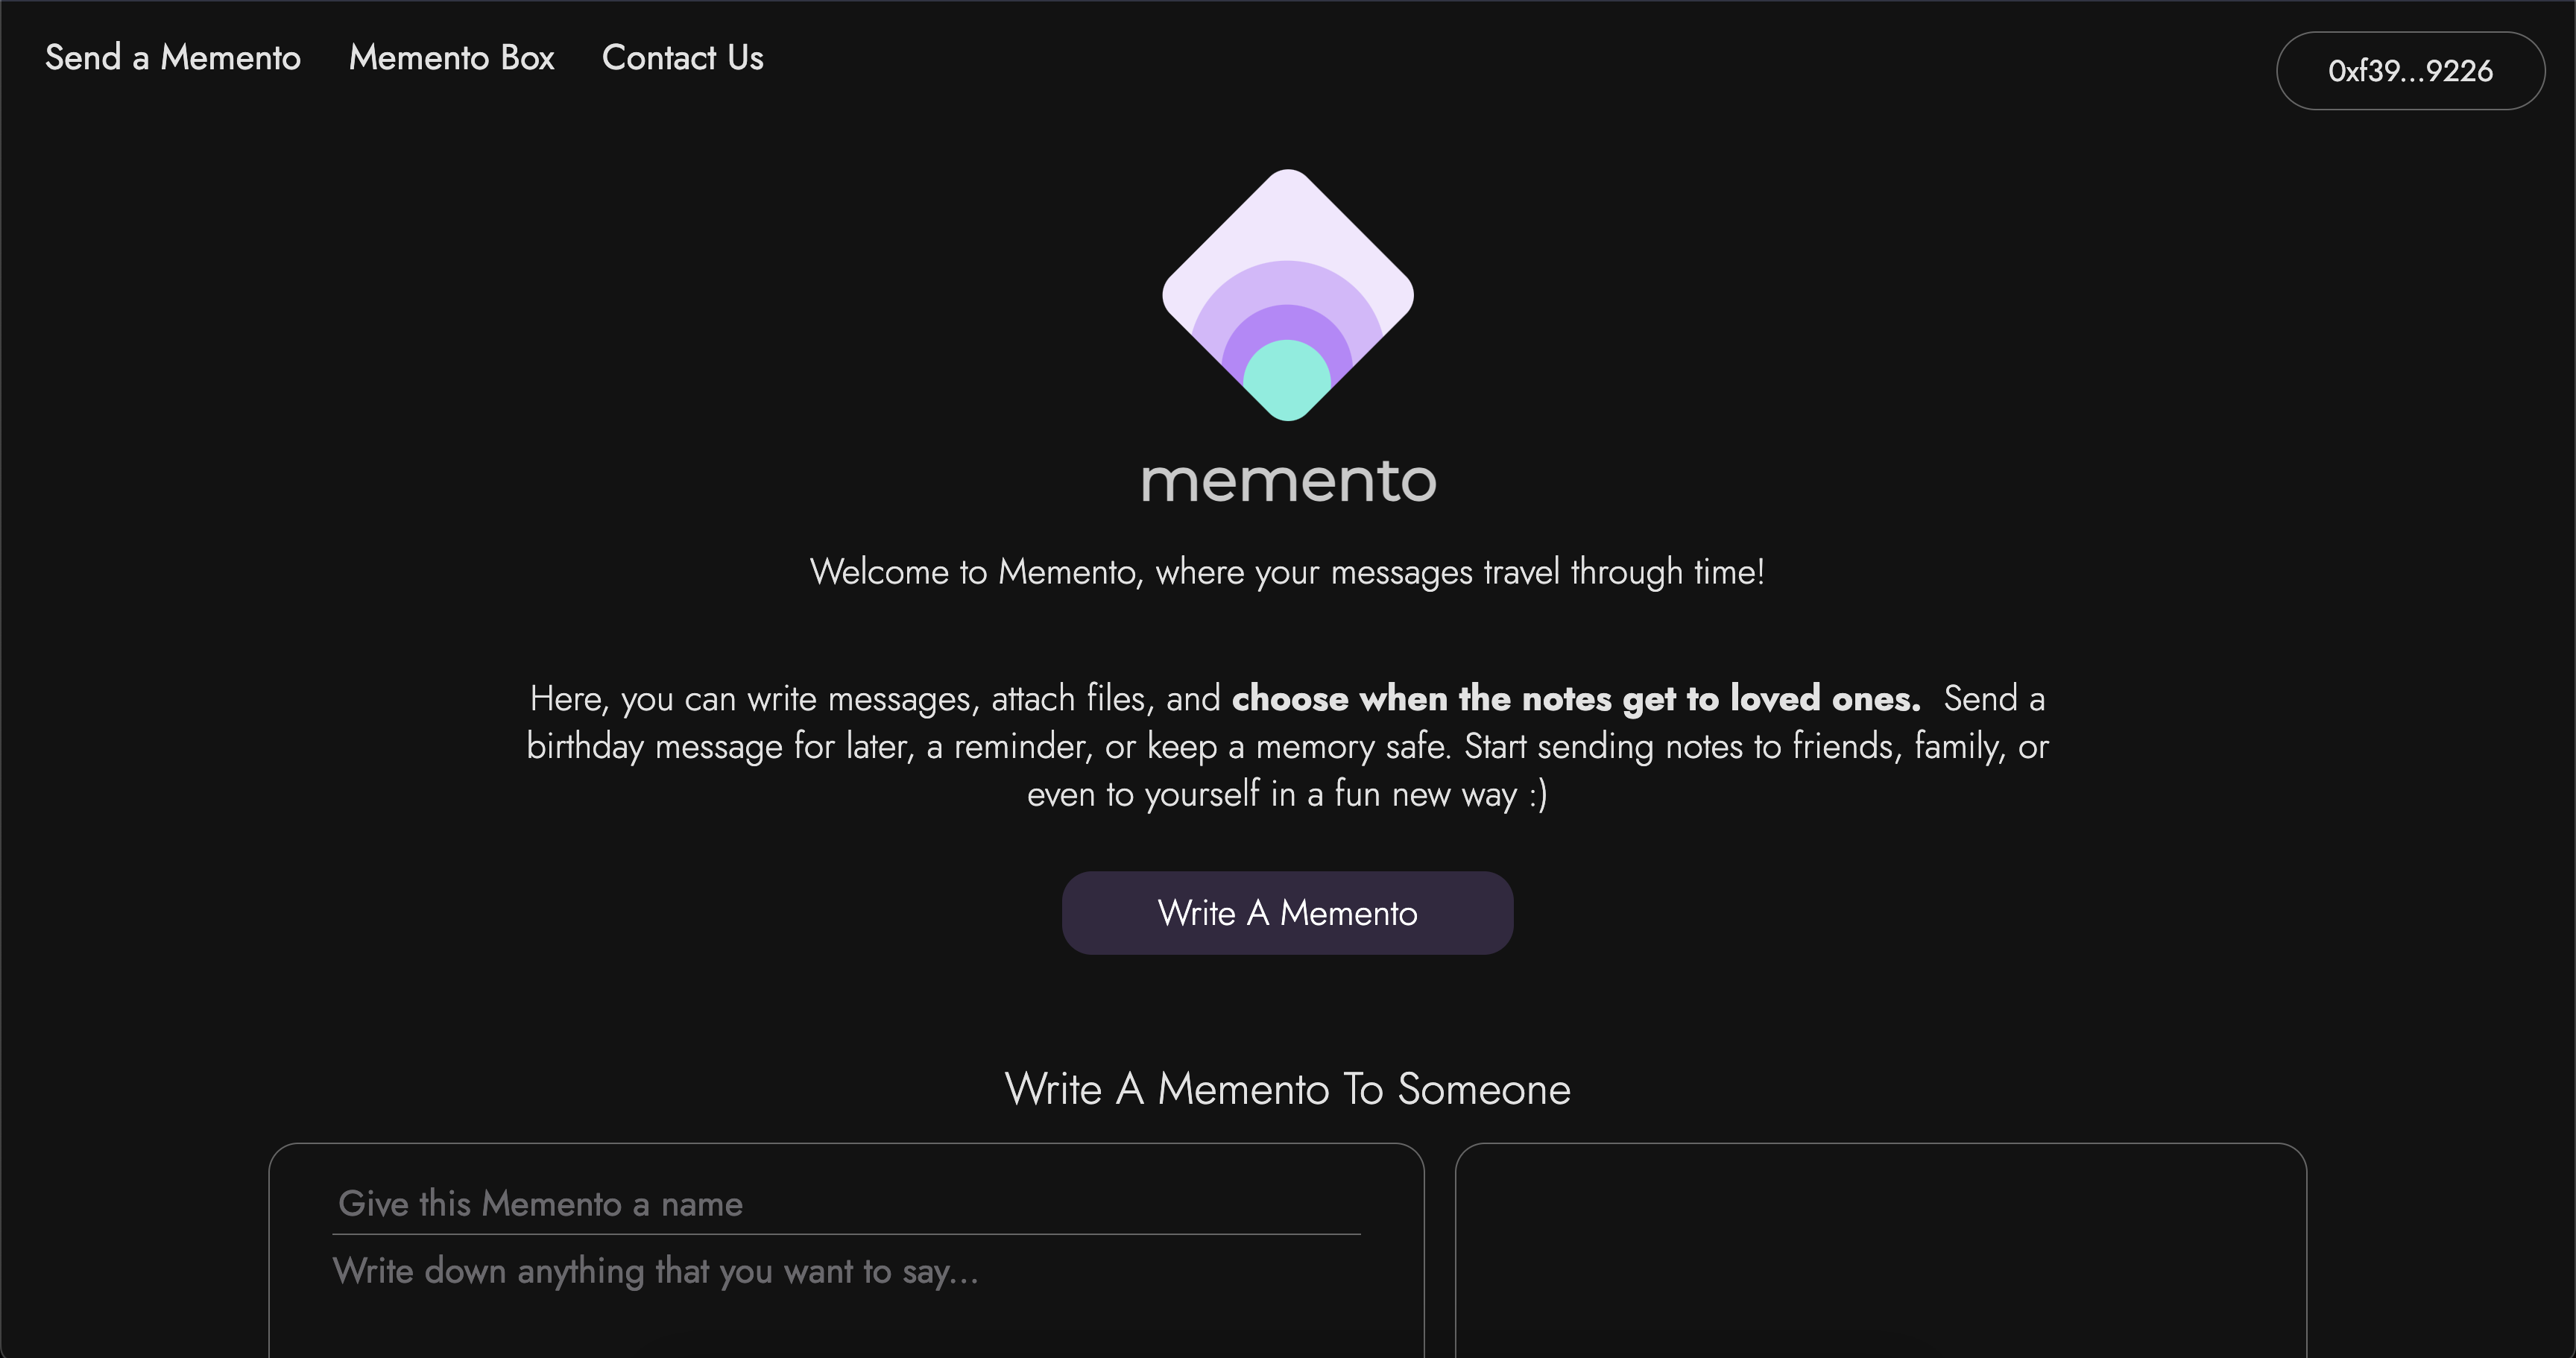 Send a Memento Memento Box Contact Us 0xf39...9226
memento
Welcome to Memento, where your messages travel through time!
Here, you can write messages, attach files, and choose when the notes get to loved ones. Send a
birthday message for later, a reminder, or keep a memory safe. Start sending notes to friends, family, or
even to yourself in a fun new way :)
Write A Memento
Write A Memento To Someone
Give this Memento a name
Write down anything that you want to say...